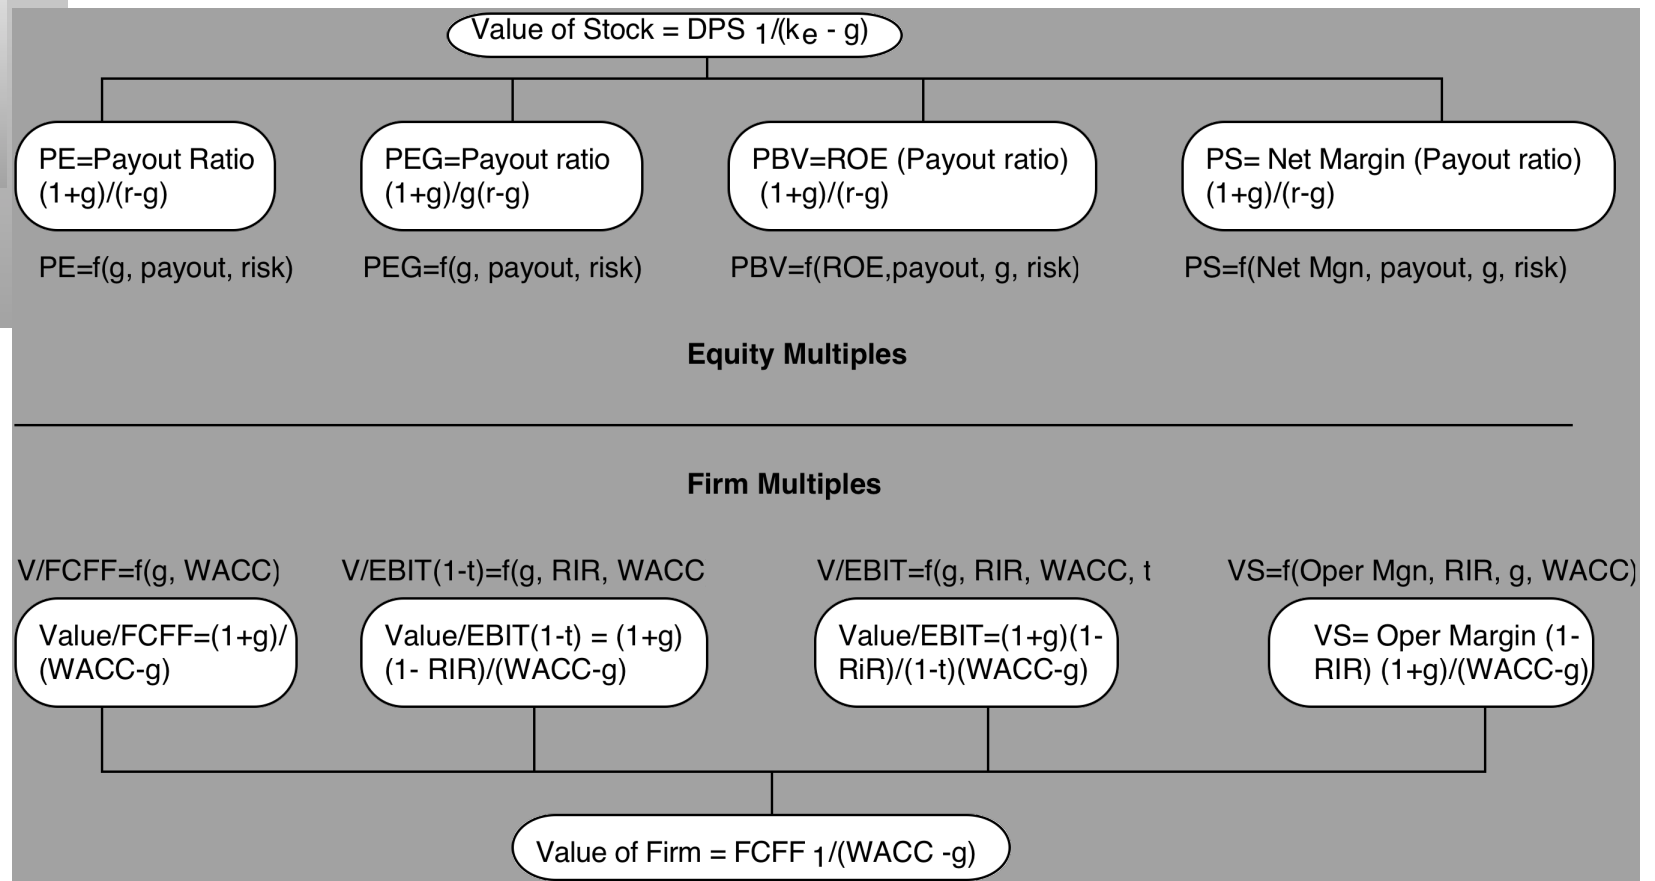 Value of Stock = DPS 1/(ke - g)
PE=Payout Ratio
(1+g)/(r-g)
PEG=Payout ratio
(1+g)/g(r-g)
PBV=ROE (Payout ratio)
(1+g)/(r-g)
PS= Net Margin (Payout ratio)
(1+g)/(r-g)
PE=f(g, payout, risk)
PEG=f(g, payout, risk)
PBV=f(ROE,payout, g, risk)
PS=f(Net Mgn, payout, g, risk)
Equity Multiples
Firm Multiples
V/FCFF=f(g, WACC)
V/EBIT(1-t)=f(g, RIR, WACC
V/EBIT=f(g, RIR, WACC, t
VS=f(Oper Mgn, RIR, g, WACC)
Value/FCFF=(1+g)/
(WACC-g)
Value/EBIT(1-t) = (1+g)
(1- RIR)/(WACC-g)
Value/EBIT=(1+g)(1-
RiR)/(1-t)(WACC-g)
VS= Oper Margin (1-
RIR) (1+g)/(WACC-g)
Value of Firm = FCFF 1/(WACC -g)